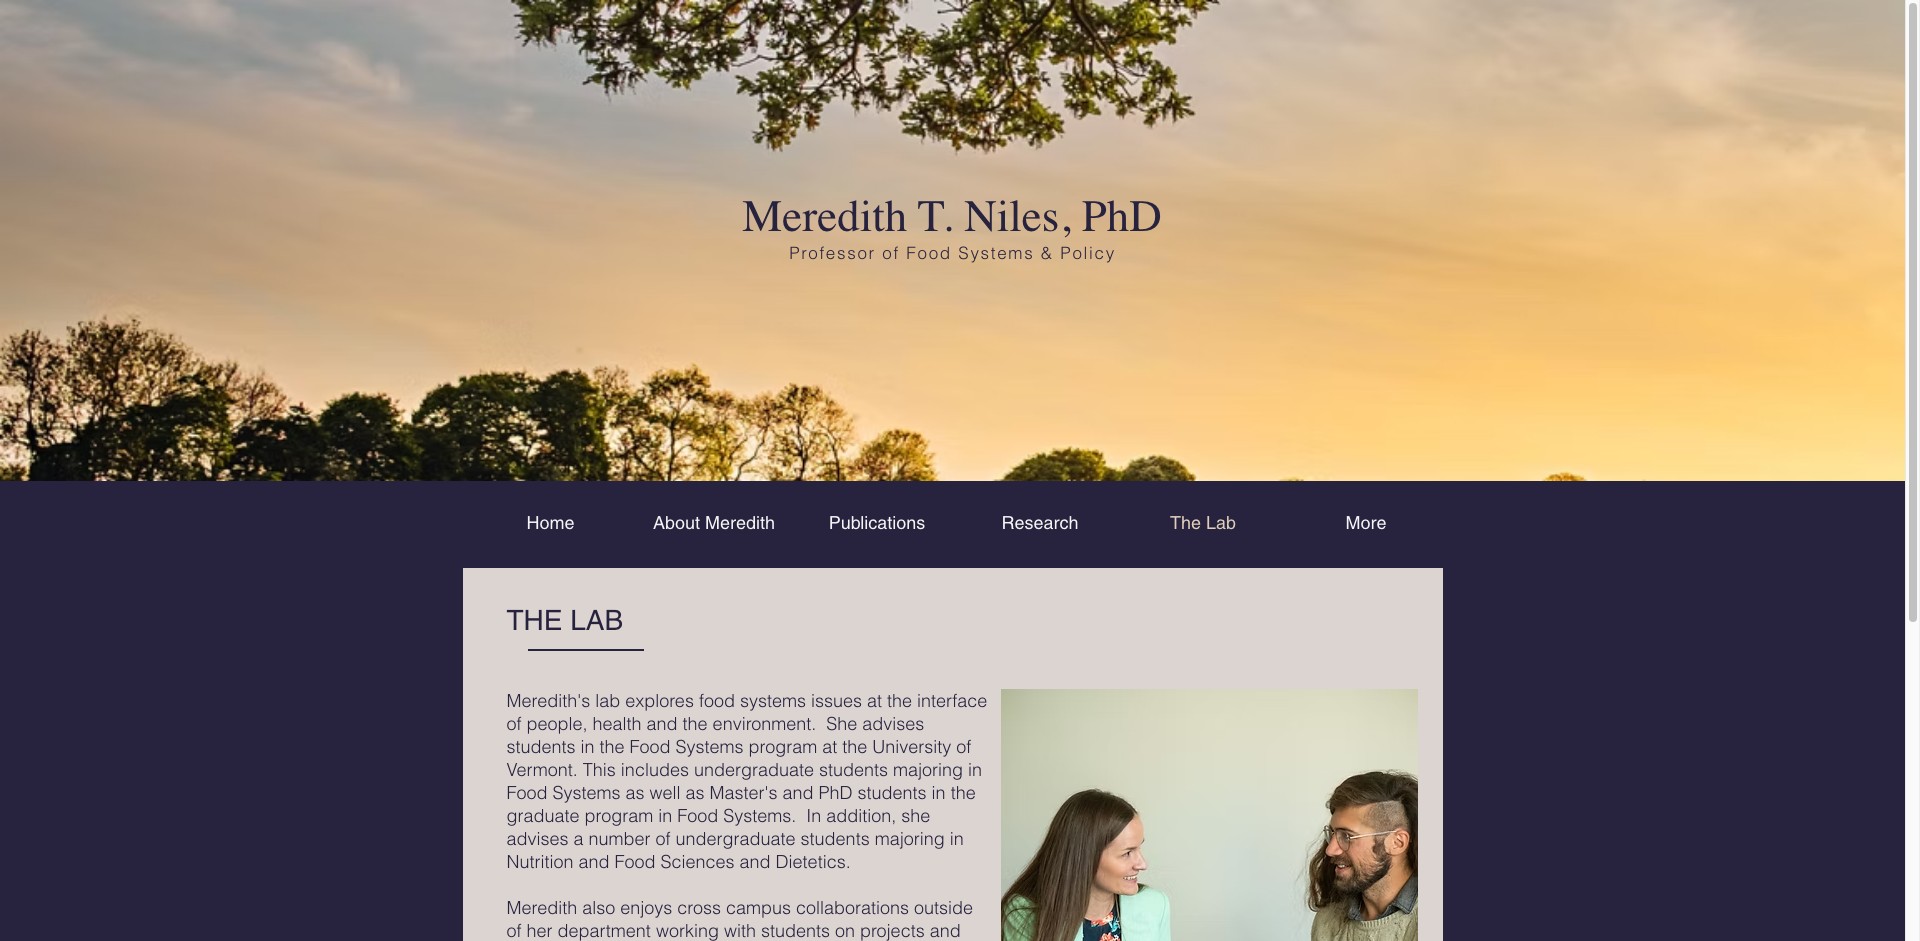 Meredith T. Niles, PhD
Professor of Food Systems & Policy
Home About Meredith Publications Research The Lab More
THE LAB
Meredith's lab explores food systems issues at the interface
of people, health and the environment.  She advises
students in the Food Systems program at the University of
Vermont. This includes undergraduate students majoring in
Food Systems as well as Master's and PhD students in the
graduate program in Food Systems.  In addition, she
advises a number of undergraduate students majoring in
Nutrition and Food Sciences and Dietetics.
Meredith also enjoys cross campus collaborations outside
of her department working with students on projects and